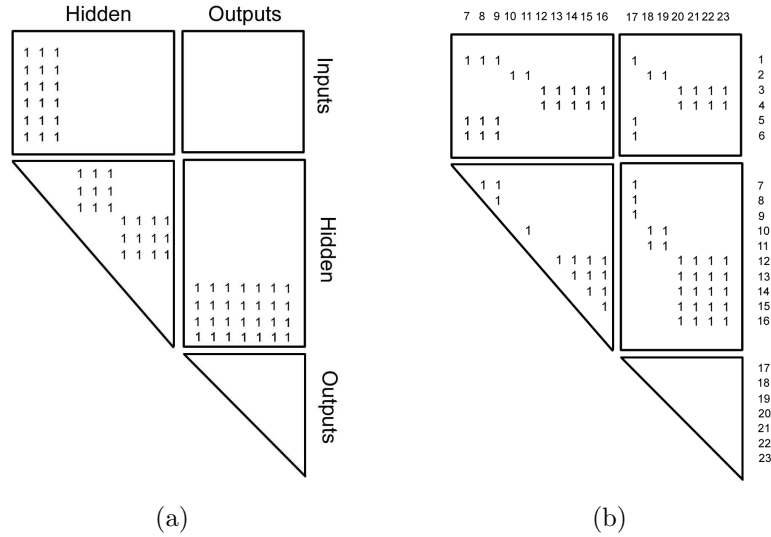 Hidden Outputs
1 1 1
1 1 1
1 1 1
1 1 1
1 1 1
1 1 1
Inputs
1 1 1
1 1 1
1 1 1
1 1 1 1
1 1 1 1
1 1 1 1
Hidden
1 1 1 1 1 1 1
1 1 1 1 1 1 1
1 1 1 1 1 1 1
1 1 1 1 1 1 1
Outputs
(a)
7 8 9 10 11 12 13 14 15 16 17 18 19 20 21 22 23
1 1 1 1 1
1 1 1 1 2
1 1 1 1 1 1 1 1 1 3
1 1 1 1 1 1 1 1 1 4
1 1 1 1 5
1 1 1 1 6
1 1 1 7
1 1 8
1 9
1 1 1 10
1 1 11
1 1 1 1 1 1 1 1 12
1 1 1 1 1 1 1 13
1 1 1 1 1 1 14
1 1 1 1 1 15
1 1 1 1 16
17
18
19
20
21
22
23
(b)